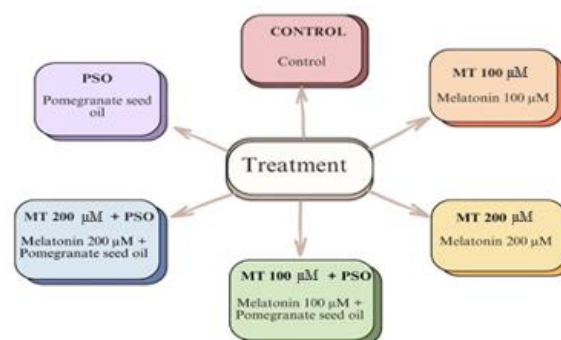 CONTROL
Control
PSO
Pomegranate seed
oil
MT 100 μM
Melatonin 100 μM
Treatment
MT 200 μM + PSO
Melatonin 200 μM +
Pomegranate seed oil
MT 200 μM
Melatonin 200 μM
MT 100 μM + PSO
Melatonin 100 μM +
Pomegranate seed oil